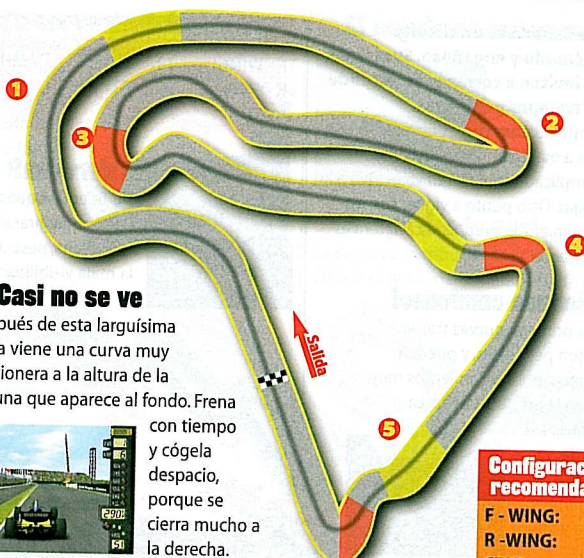 1
2
3
4
5
Salida
Casi no se ve
pués de esta larguísima
a viene una curva muy
ionera a la altura de la
una que aparece al fondo. Frena
con tiempo
y cógela
despacio,
porque se
cierra mucho a
la derecha.
290
51
Configurac
recomenda
F - WING:
R -WING: